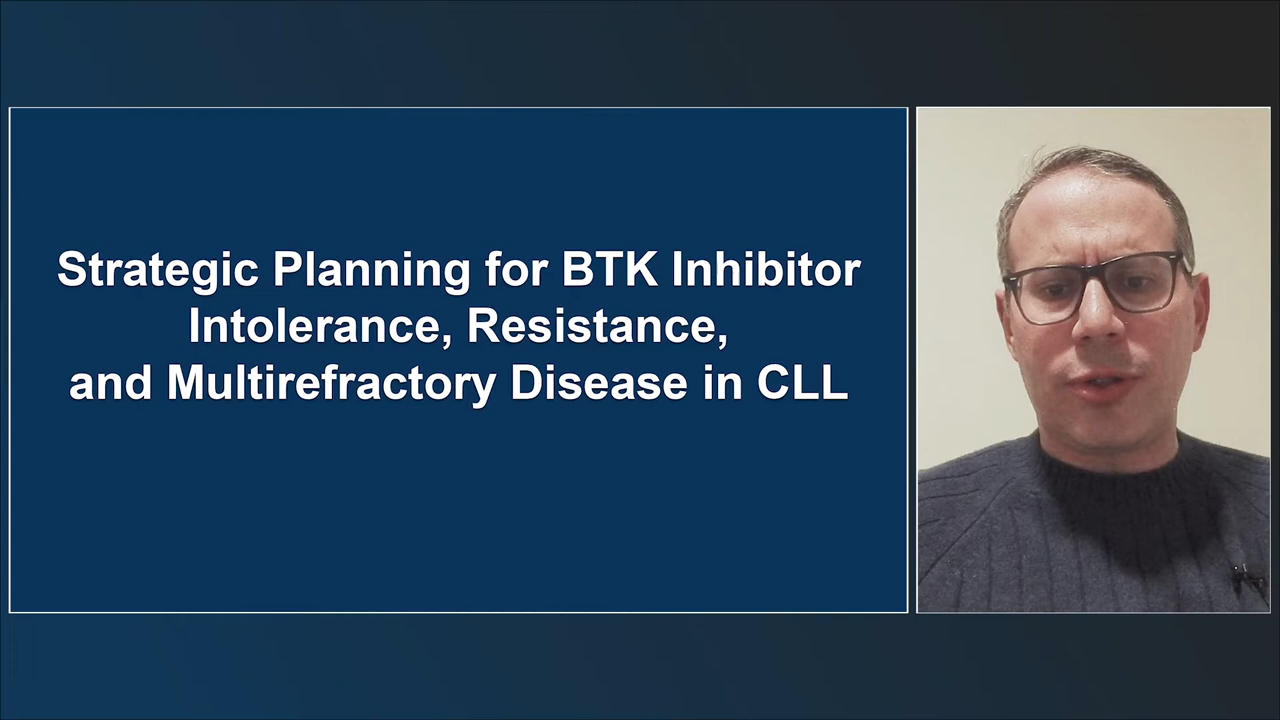 Strategic Planning for BTK Inhibitor
Intolerance, Resistance,
and Multirefractory Disease in CLL